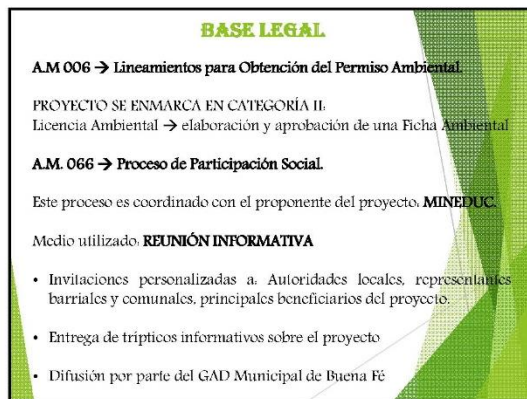 BASE LEGAL
A.M 006 → Lineamientos para Obtención del Permiso Ambiental.
PROYECTO SE ENMARCA EN CATEGORÍA II:
Licencia Ambiental → elaboración y aprobación de una Ficha Ambiental
A.M. 066 → Proceso de Participación Social.
Este proceso es coordinado con el proponente del proyecto: MINEDUC.
Medio utilizado: REUNIÓN INFORMATIVA
• Invitaciones personalizadas a: Autoridades locales, representantes
barriales y comunales, principales beneficiarios del proyecto.
• Entrega de trípticos informativos sobre el proyecto
• Difusión por parte del GAD Municipal de Buena Fé